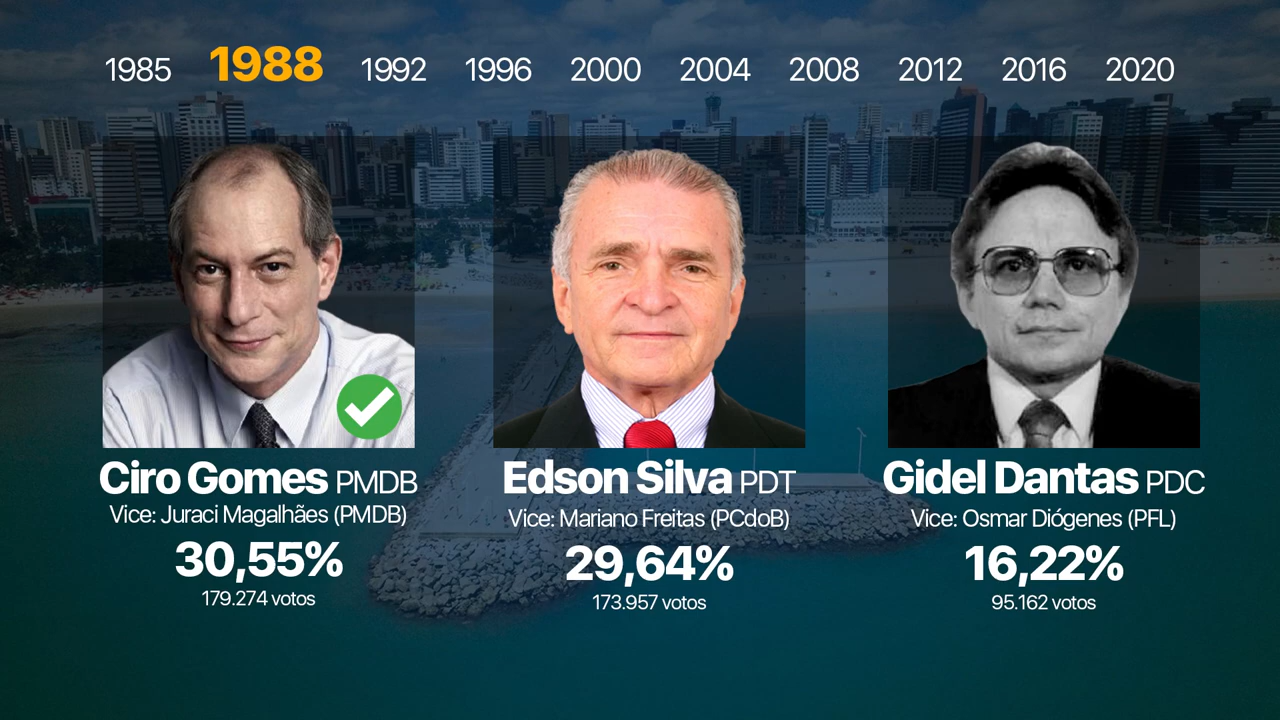 1985 1988 1992 1996 2000 2004 2008 2012 2016 2020
Ciro Gomes PMDB
Vice: Juraci Magalhães (PMDB)
30,55%
179.274 votos
Edson Silva PDT
Vice: Mariano Freitas (PCdoB)
29,64%
173.957 votos
Gidel Dantas PDC
Vice: Osmar Diógenes (PFL)
16,22%
95.162 votos